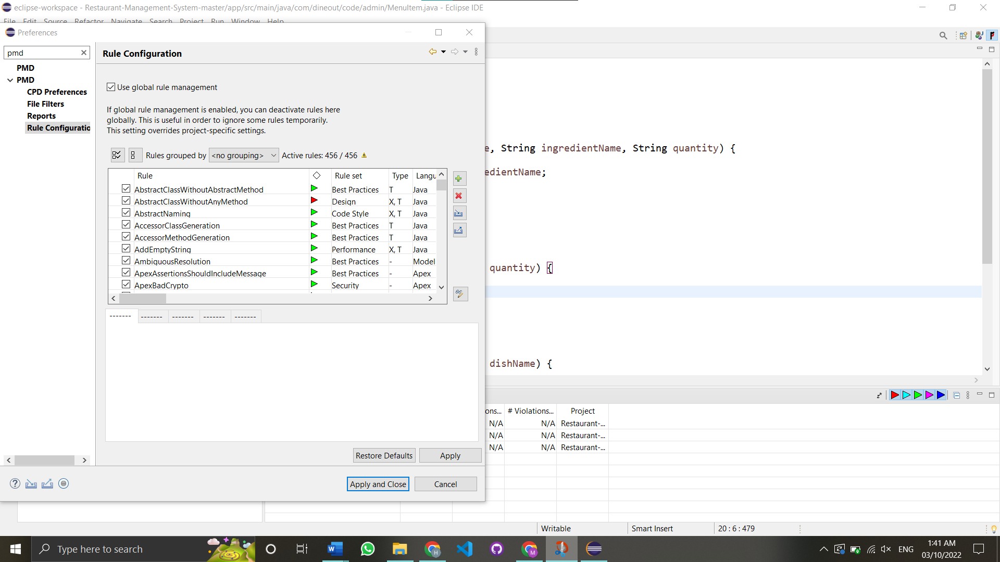 eclipse-workspace - Restaurant-Management-System-master/app/src/main/java/com/dineout/code/admin/MenuItem.java - Eclipse IDE
File Edit Source Refactor Navigate Search Project Run Window Help
Preferences
pmd
Rule Configuration
PMD
PMD
CPD Preferences
File Filters
Reports
Rule Configuratio
Use global rule management
If global rule management is enabled, you can deactivate rules here
globally. This is useful in order to ignore some rules temporarily.
This setting overrides project-specific settings.
Rules grouped by <no grouping> Active rules: 456 / 456
Rule Rule set Type Langu
AbstractClassWithoutAbstractMethod Best Practices T Java
AbstractClassWithoutAnyMethod Design X, T Java
AbstractNaming Code Style X, T Java
AccessorClassGeneration Best Practices T Java
AccessorMethodGeneration Best Practices T Java
AddEmptyString Performance X, T Java
AmbiguousResolution Best Practices - Model
ApexAssertionsShouldIncludeMessage Best Practices - Apex
ApexBadCrypto Security - Apex
------- ------- ------- ------- -------
Restore Defaults Apply
Apply and Close Cancel
e, String ingredientName, String quantity) {
edientName;
quantity) {
dishName) {
ons... # Violations... Project
N/A N/A Restaurant-...
N/A N/A Restaurant-...
N/A N/A Restaurant-...
Writable Smart Insert 20 : 6 : 479
Type here to search
ENG
1:41 AM
03/10/2022